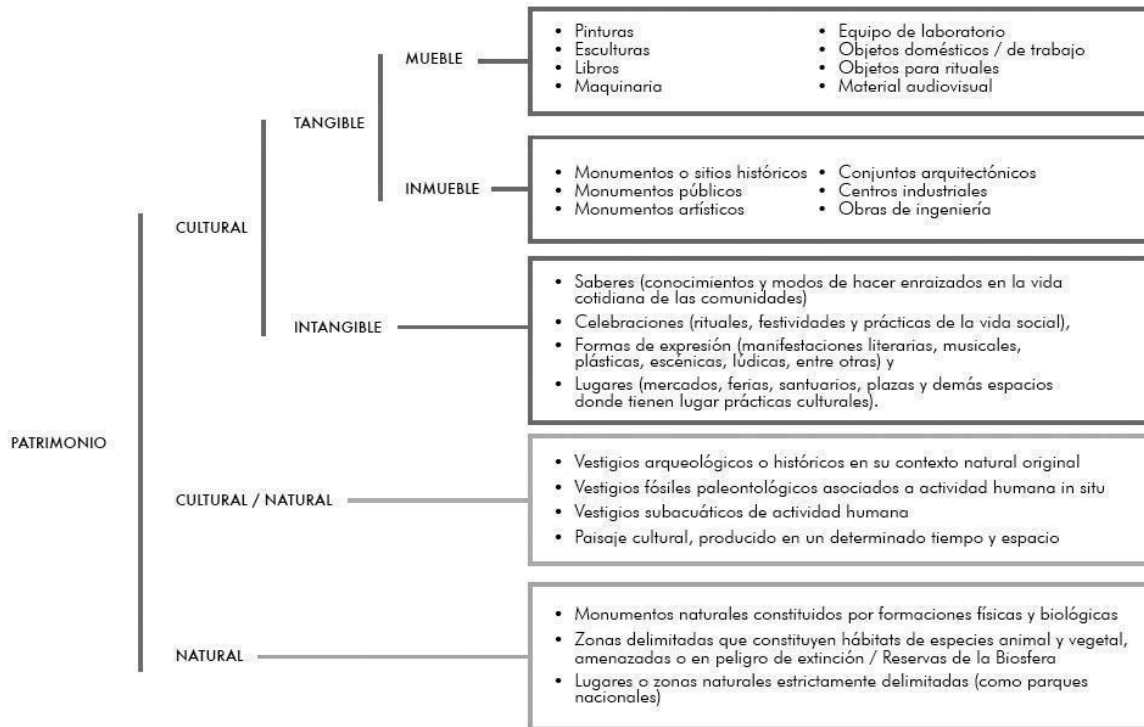 PATRIMONIO
CULTURAL
TANGIBLE
MUEBLE
• Pinturas
• Esculturas
• Libros
• Maquinaria
• Equipo de laboratorio
• Objetos domésticos / de trabajo
• Objetos para rituales
• Material audiovisual
INMUEBLE
• Monumentos o sitios históricos
• Monumentos públicos
• Monumentos artísticos
• Conjuntos arquitectónicos
• Centros industriales
• Obras de ingeniería
INTANGIBLE
• Saberes (conocimientos y modos de hacer enraizados en la vida
cotidiana de las comunidades)
• Celebraciones (rituales, festividades y prácticas de la vida social),
• Formas de expresión (manifestaciones literarias, musicales,
plásticas, escénicas, lúdicas, entre otras) y
• Lugares (mercados, ferias, santuarios, plazas y demás espacios
donde tienen lugar prácticas culturales).
CULTURAL / NATURAL
• Vestigios arqueológicos o históricos en su contexto natural original
• Vestigios fósiles paleontológicos asociados a actividad humana in situ
• Vestigios subacuáticos de actividad humana
• Paisaje cultural, producido en un determinado tiempo y espacio
NATURAL
• Monumentos naturales constituidos por formaciones físicas y biológicas
• Zonas delimitadas que constituyen hábitats de especies animal y vegetal,
amenazadas o en peligro de extinción / Reservas de la Biosfera
• Lugares o zonas naturales estrictamente delimitadas (como parques
nacionales)